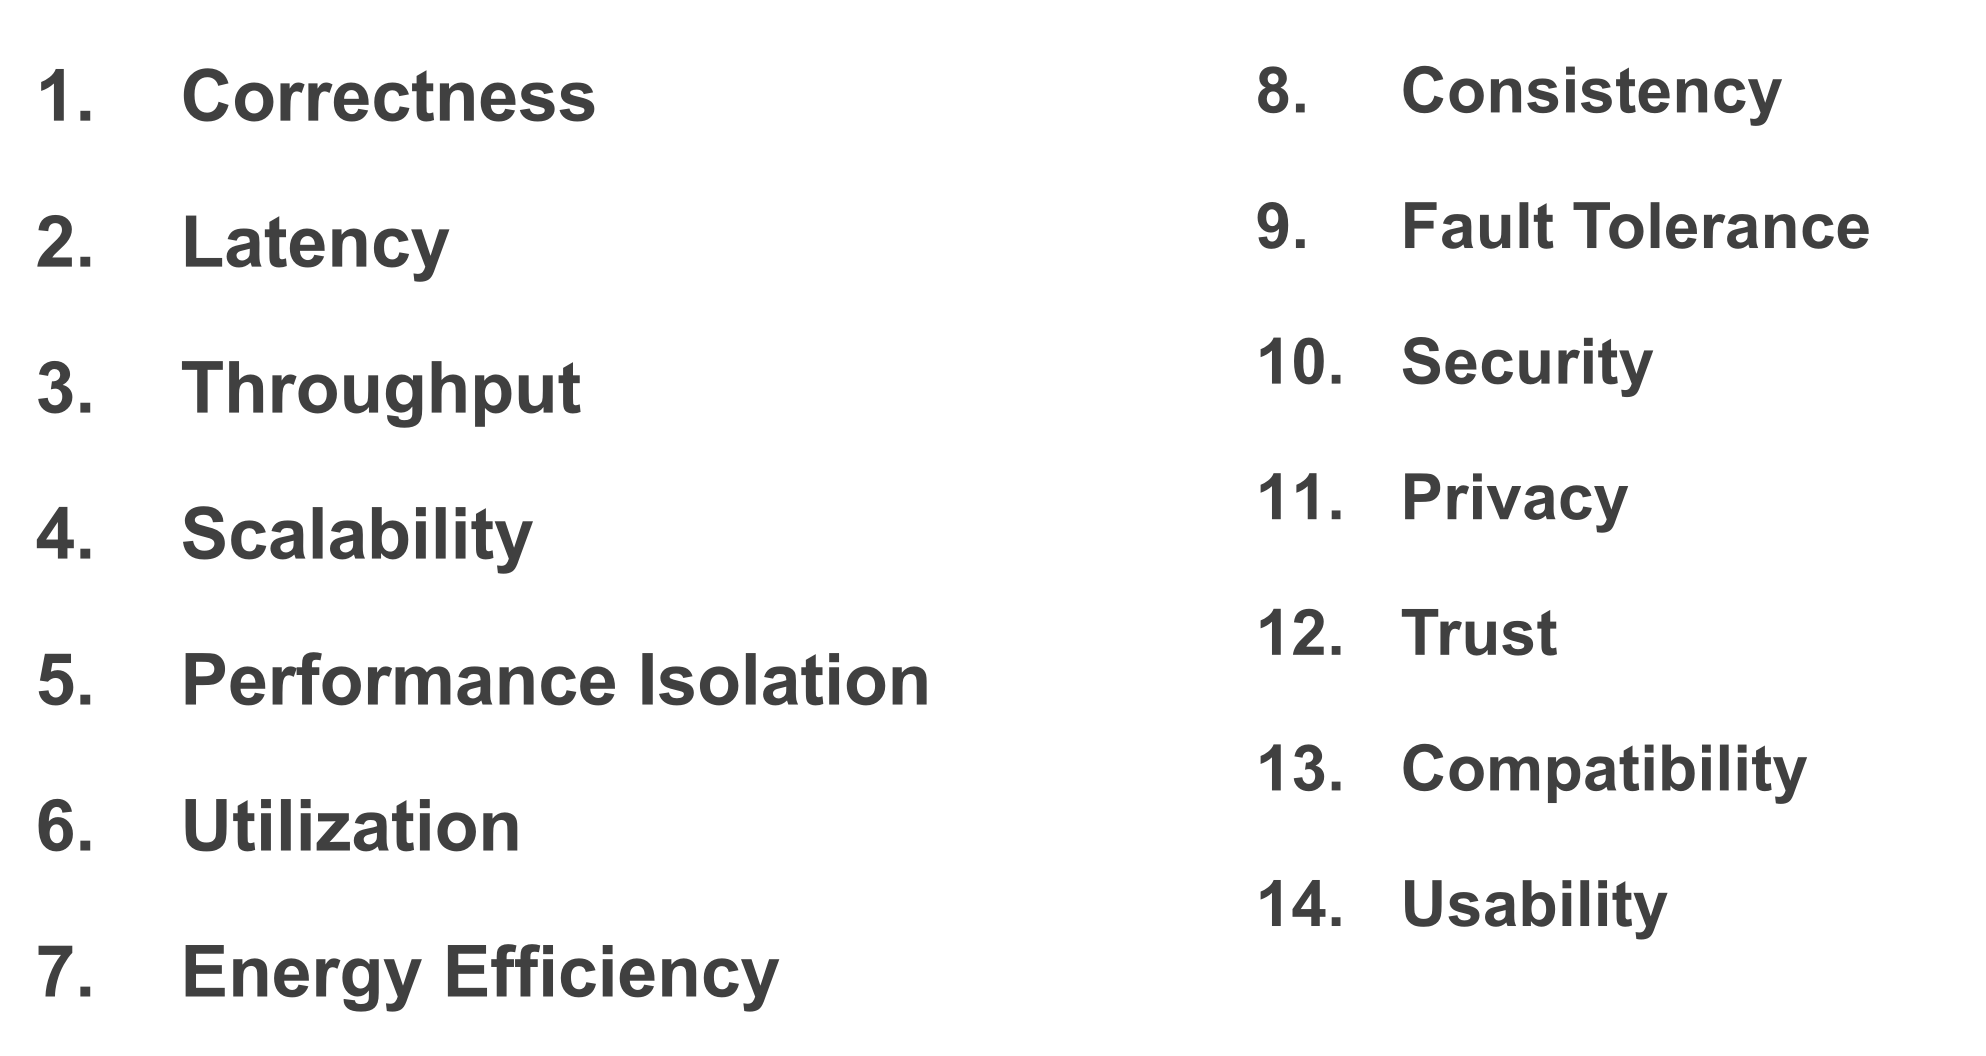 1. Correctness
2. Latency
3. Throughput
4. Scalability
5. Performance Isolation
6. Utilization
7. Energy Efficiency
8. Consistency
9. Fault Tolerance
10. Security
11. Privacy
12. Trust
13. Compatibility
14. Usability